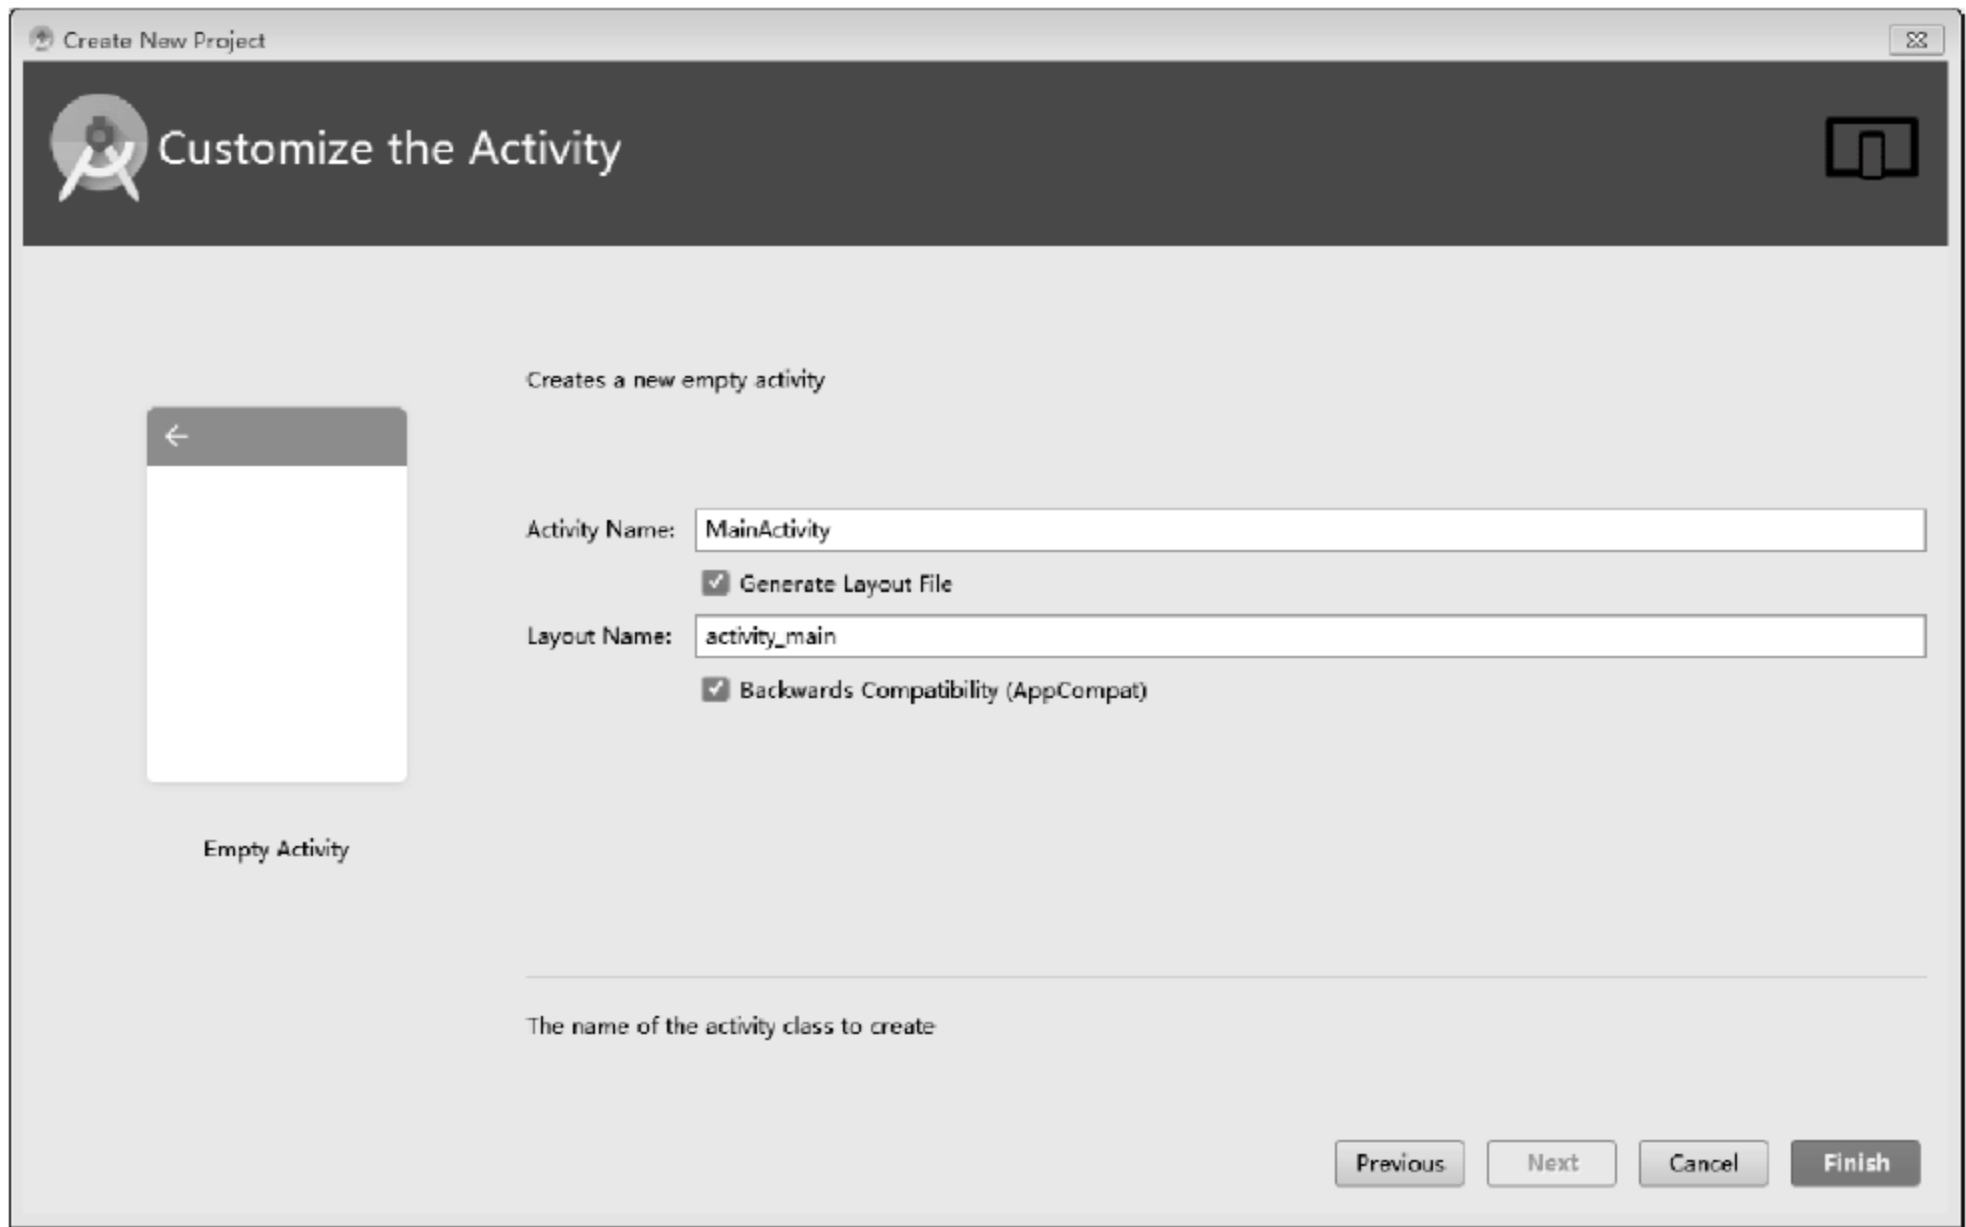 Create New Project
Customize the Activity
Creates a new empty activity
Activity Name: MainActivity
Generate Layout File
Layout Name: activity_main
Backwards Compatibility (AppCompat)
Empty Activity
The name of the activity class to create
Previous Next Cancel Finish